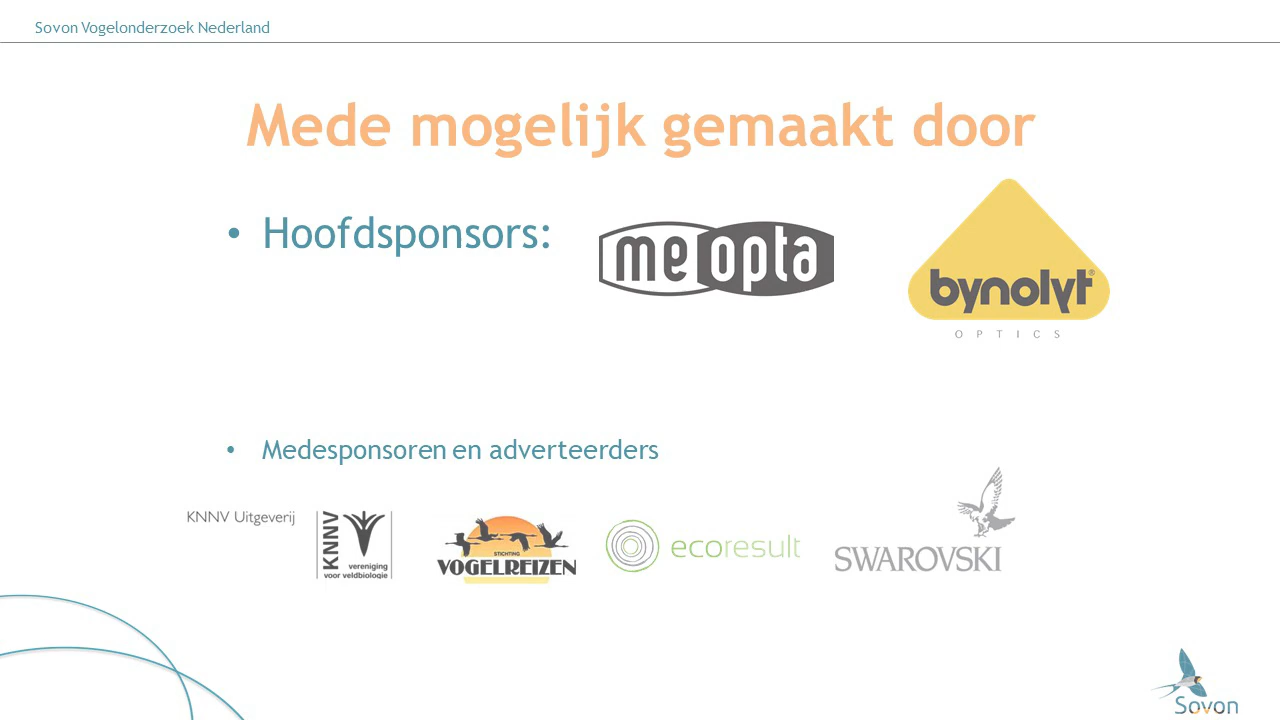 Sovon Vogelonderzoek Nederland
Mede mogelijk gemaakt door
• Hoofdsponsors:
meopta
bynolyt®
OPTICS
• Medesponsoren en adverteerders
KNNV Uitgeverij
KNNV
vereniging
voor veldbiologie
STICHTING
VOGELREIZEN
ecoresult
SWAROVSKI
Sovon